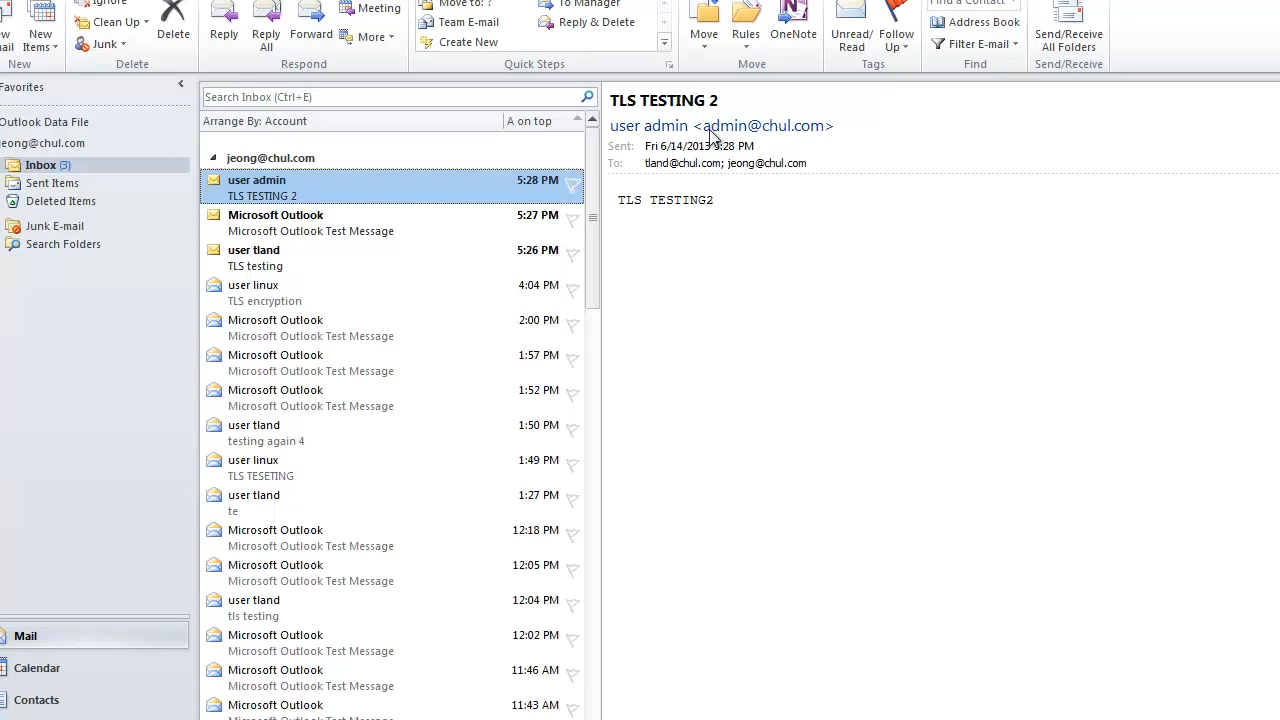 Ignore
Clean Up
Junk
Delete
New
Items
Reply
Reply
All
Forward
Meeting
More
Move to: ?
Team E-mail
Create New
To Manager
Reply & Delete
Move
Rules
OneNote
Unread/
Read
Follow
Up
Find a Contact
Address Book
Filter E-mail
Send/Receive
All Folders
New
Delete
Respond
Quick Steps
Move
Tags
Find
Send/Receive
Favorites
Outlook Data File
jeong@chul.com
Inbox (3)
Sent Items
Deleted Items
Junk E-mail
Search Folders
Mail
Calendar
Contacts
Search Inbox (Ctrl+E)
Arrange By: Account
A on top
jeong@chul.com
user admin 5:28 PM
TLS TESTING 2
Microsoft Outlook 5:27 PM
Microsoft Outlook Test Message
user tland 5:26 PM
TLS testing
user linux 4:04 PM
TLS encryption
Microsoft Outlook 2:00 PM
Microsoft Outlook Test Message
Microsoft Outlook 1:57 PM
Microsoft Outlook Test Message
Microsoft Outlook 1:52 PM
Microsoft Outlook Test Message
user tland 1:50 PM
testing again 4
user linux 1:49 PM
TLS TESETING
user tland 1:27 PM
te
Microsoft Outlook 12:18 PM
Microsoft Outlook Test Message
Microsoft Outlook 12:05 PM
Microsoft Outlook Test Message
user tland 12:04 PM
tls testing
Microsoft Outlook 12:02 PM
Microsoft Outlook Test Message
Microsoft Outlook 11:46 AM
Microsoft Outlook Test Message
Microsoft Outlook 11:43 AM
TLS TESTING 2
user admin <admin@chul.com>
Sent: Fri 6/14/2013 5:28 PM
To: tland@chul.com; jeong@chul.com
TLS TESTING2